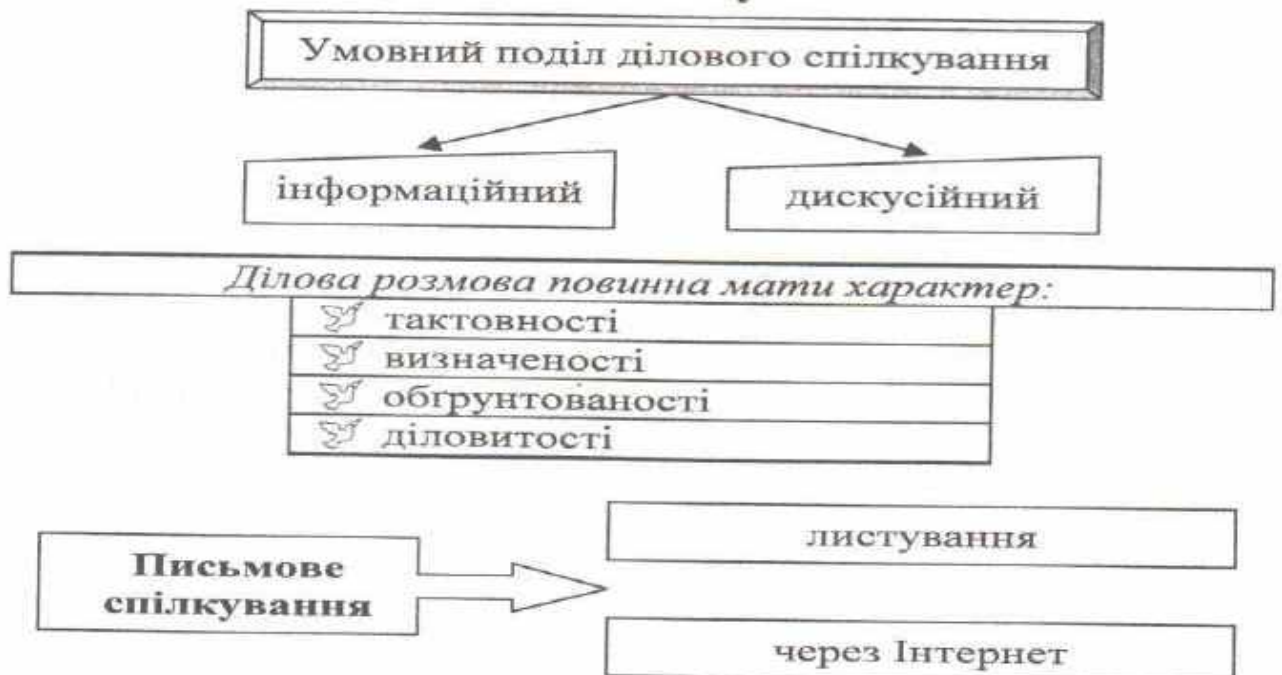 Умовний поділ ділового спілкування
інформаційний
дискусійний
Ділова розмова повинна мати характер:
тактовності
визначеності
обґрунтованості
діловитості
Письмове
спілкування
листування
через Інтернет